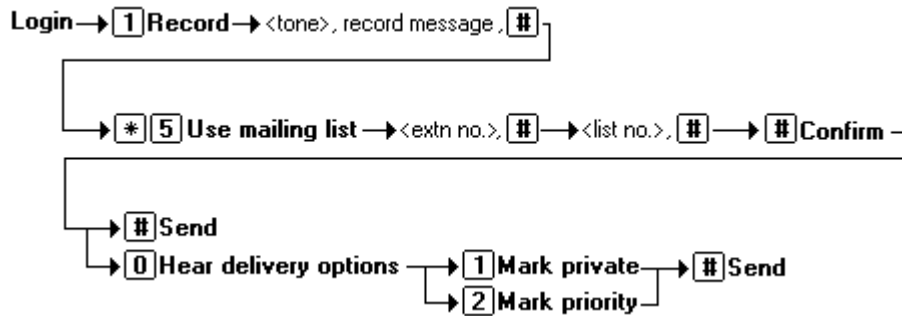 Login 1 Record <tone>, record message , #
* 5 Use mailing list <extn no.>, # <list no.>, # # Confirm
# Send
0 Hear delivery options 1 Mark private # Send
2 Mark priority